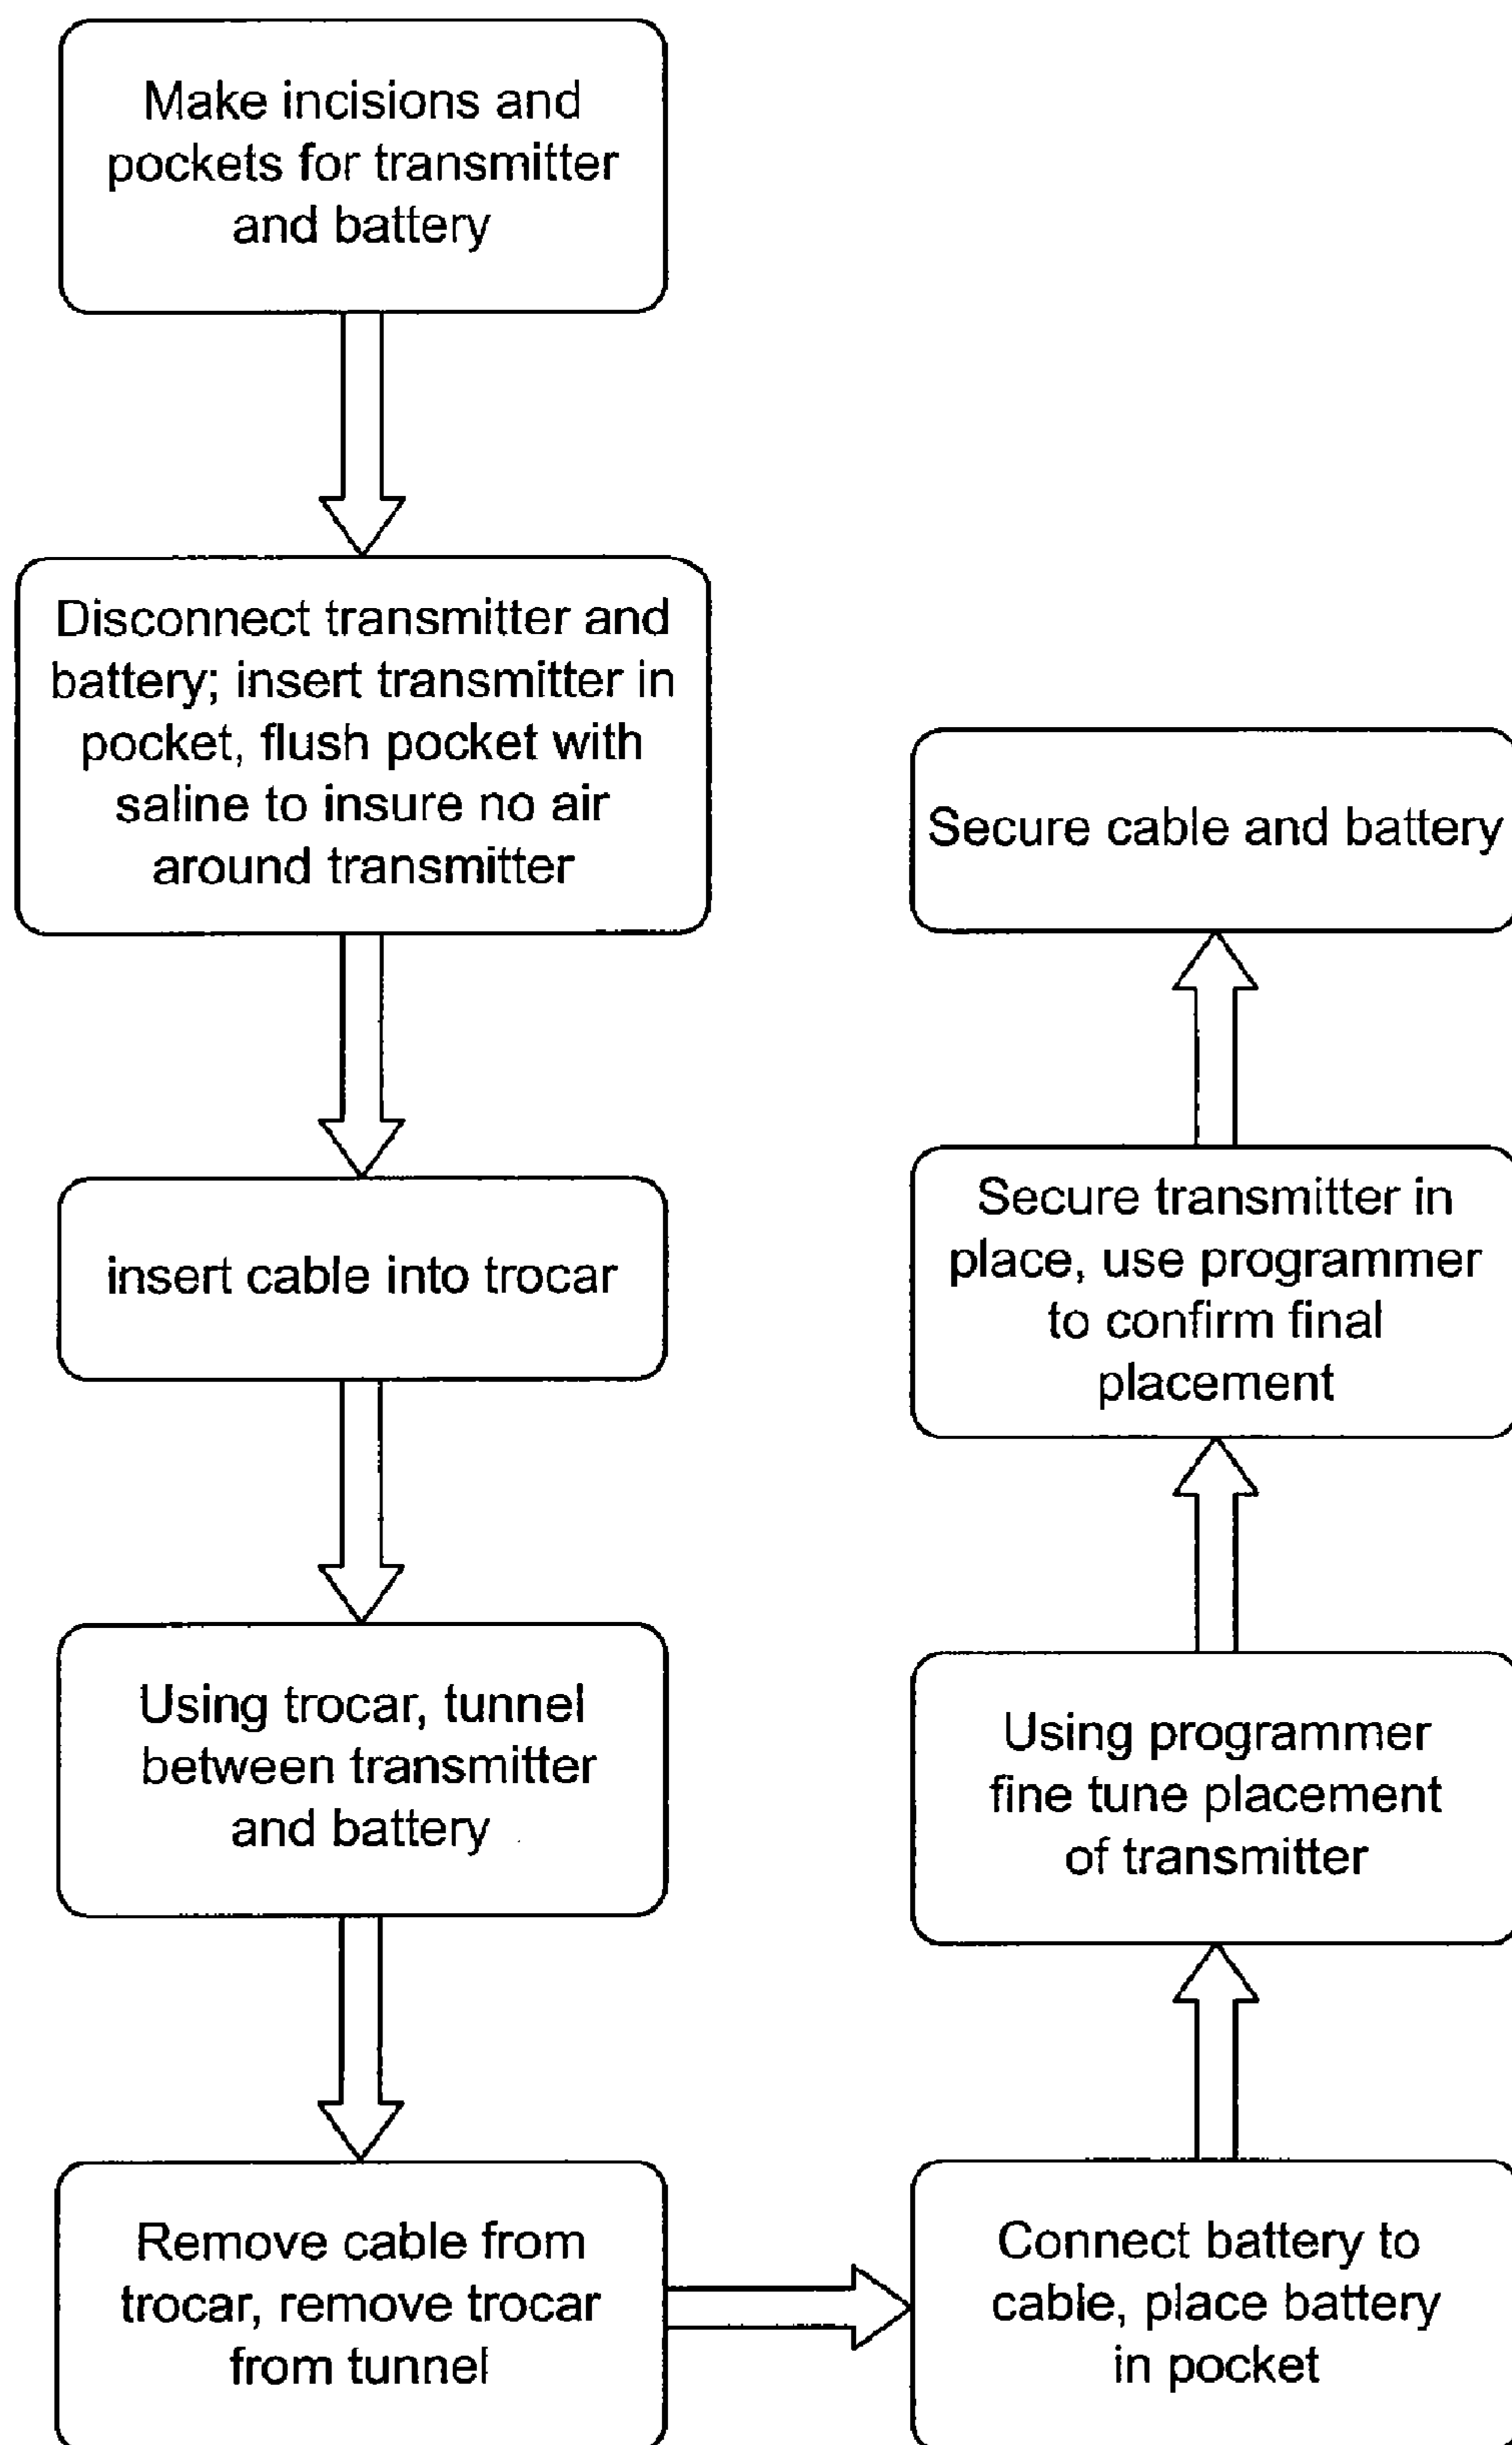 Make incisions and
pockets for transmitter
and battery
Disconnect transmitter and
battery; insert transmitter in
pocket, flush pocket with
saline to insure no air
around transmitter
insert cable into trocar
Using trocar, tunnel
between transmitter
and battery
Remove cable from
trocar, remove trocar
from tunnel
Connect battery to
cable, place battery
in pocket
Using programmer
fine tune placement
of transmitter
Secure transmitter in
place, use programmer
to confirm final
placement
Secure cable and battery